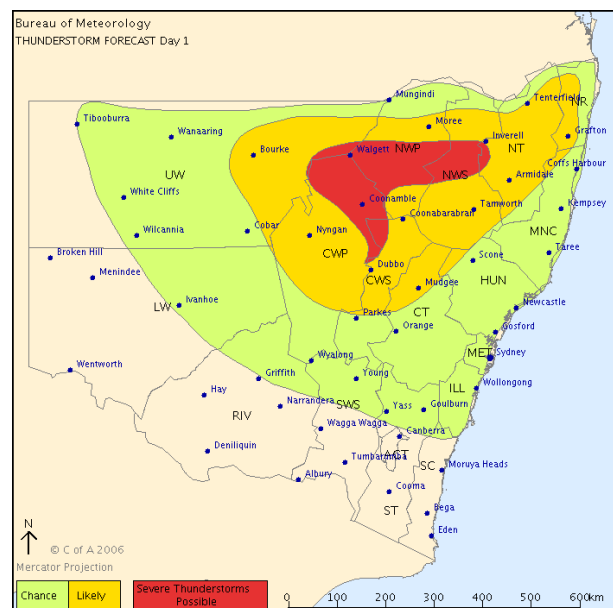 Bureau of Meteorology
THUNDERSTORM FORECAST Day 1
Mungindi
Tenterfield
NR
Tibooburra
Wanaaring
Moree
Grafton
Inverell
NWP
NT
Bourke
Walgett
Coffs Harbour
UW
NWS
Armidale
White Cliffs
Coonamble
Tamworth
Kempsey
Coonabarabran
Wilcannia
Cobar
Nyngan
MNC
CWP
Taree
Broken Hill
Scone
Menindee
Dubbo
CWS
HUN
Mudgee
Ivanhoe
LW
Newcastle
CT
Parkes
Orange
Gosford
MET
Sydney
Wyalong
Wentworth
Griffith
Young
Wollongong
ILL
Hay
Narrandera
SWS
Yass
Goulburn
RIV
Wagga Wagga
Canberra
Deniliquin
ACT
Tumbarumba
SC
Moruya Heads
Albury
Cooma
ST
Bega
N
Eden
© C of A 2006
Mercator Projection
Chance
Likely
Severe Thunderstorms
Possible
0 100 200 300 400 500 600km